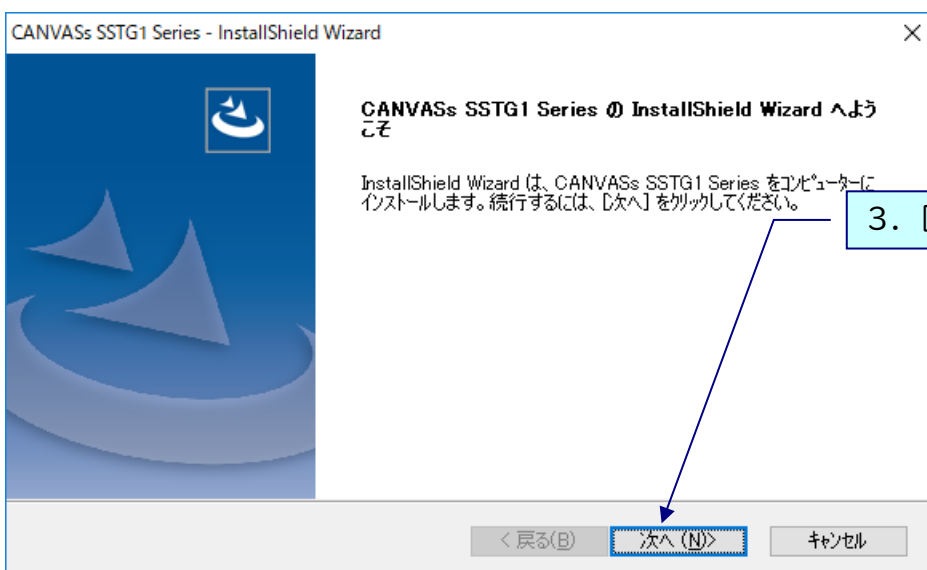 CANVASs SSTG1 Series - InstallShield Wizard
CANVASs SSTG1 Series の InstallShield Wizard へよう
こそ
InstallShield Wizard は、CANVASs SSTG1 Series をｺﾝﾋﾟｭｰﾀｰに
ｲﾝｽﾄｰﾙします。続行するには、[次へ] をｸﾘｯｸしてください。
3．［
< 戻る(B)
次へ (N)>
ｷｬﾝｾﾙ